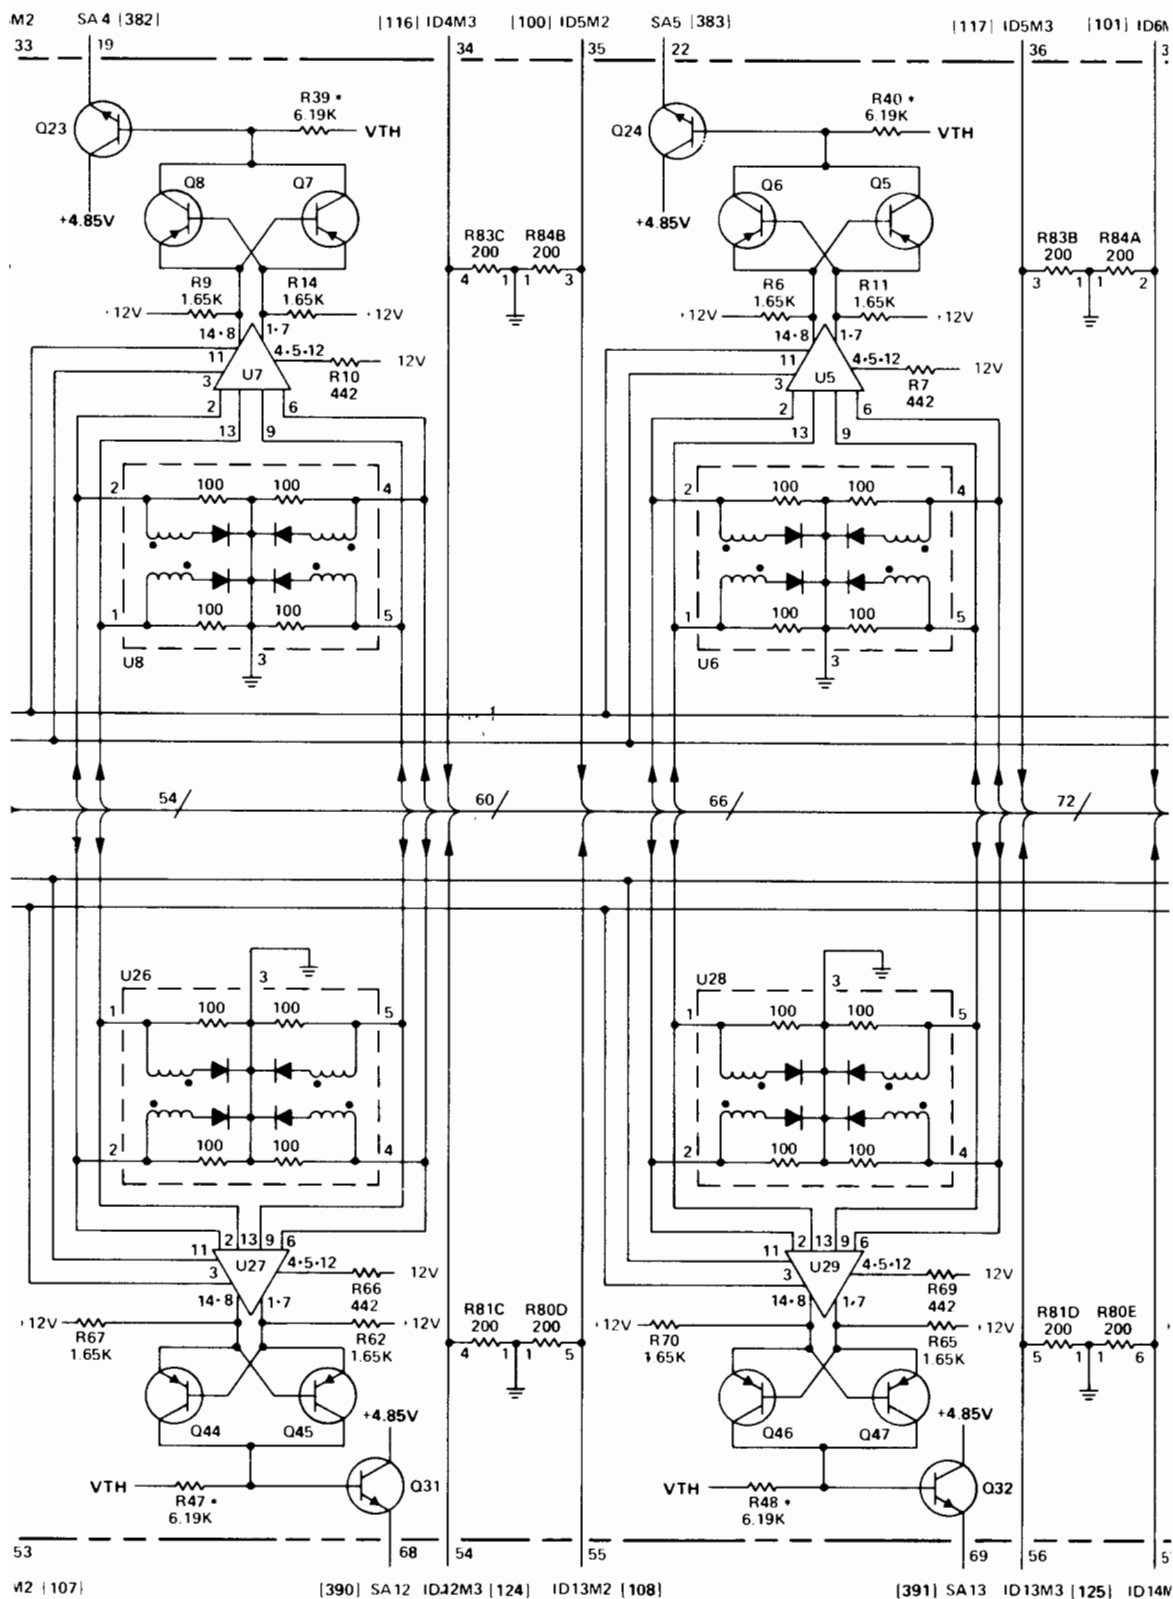 M2 SA4 [382] [116] ID4M3 [100] ID5M2 SA5 [383] [117] ID5M3 [101] ID6M
33 19 34 35 22 36 3
R39 * R40 *
6.19K 6.19K
Q23 VTH Q24 VTH
Q8 Q7 Q6 Q5
+4.85V +4.85V
R83C R84B R83B R84A
200 200 200 200
4 1 1 3 3 1 1 2
R9 R14 R6 R11
1.65K 1.65K 1.65K 1.65K
+12V +12V +12V +12V
14•8 1•7 14•8 1•7
11 4•5•12 12V 11 4•5•12 12V
3 U7 R10 3 U5 R7
442 442
2 6 2 6
13 9 13 9
2 100 100 4 2 100 100 4
1 100 100 5 1 100 100 5
U8 3 U6 3
54 60 66 72
U26 3 U28 3
1 100 100 5 1 100 100 5
2 100 100 4 2 100 100 4
11 2 13 9 6 11 2 13 9 6
3 U27 4•5•12 12V 3 U29 4•5•12 12V
R66 R69
442 442
14•8 1•7 14•8 1•7
+12V R67 R62 +12V +12V R70 R65 +12V
1.65K 1.65K 1.65K 1.65K
R81C R80D R81D R80E
200 200 200 200
4 1 1 5 5 1 1 6
Q44 Q45 +4.85V Q46 Q47 +4.85V
VTH R47 * Q31 VTH R48 * Q32
6.19K 6.19K
53 68 54 55 69 56 5
M2 [107] [390] SA12 ID12M3 [124] ID13M2 [108] [391] SA13 ID13M3 [125] ID14M